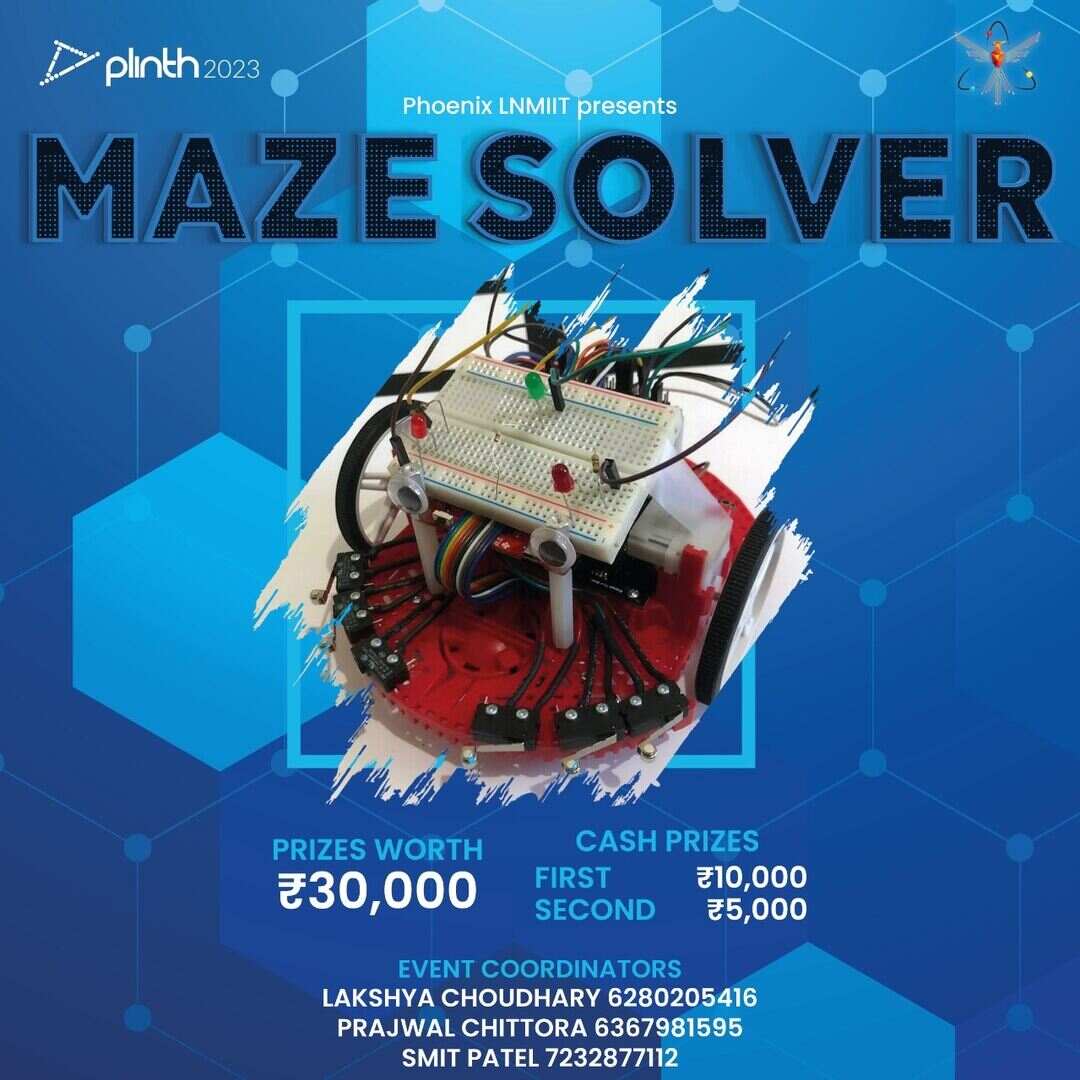 plinth 2023
Phoenix LNMIIT presents
MAZE SOLVER
PRIZES WORTH
₹30,000
CASH PRIZES
FIRST ₹10,000
SECOND ₹5,000
EVENT COORDINATORS
LAKSHYA CHOUDHARY 6280205416
PRAJWAL CHITTORA 6367981595
SMIT PATEL 7232877112